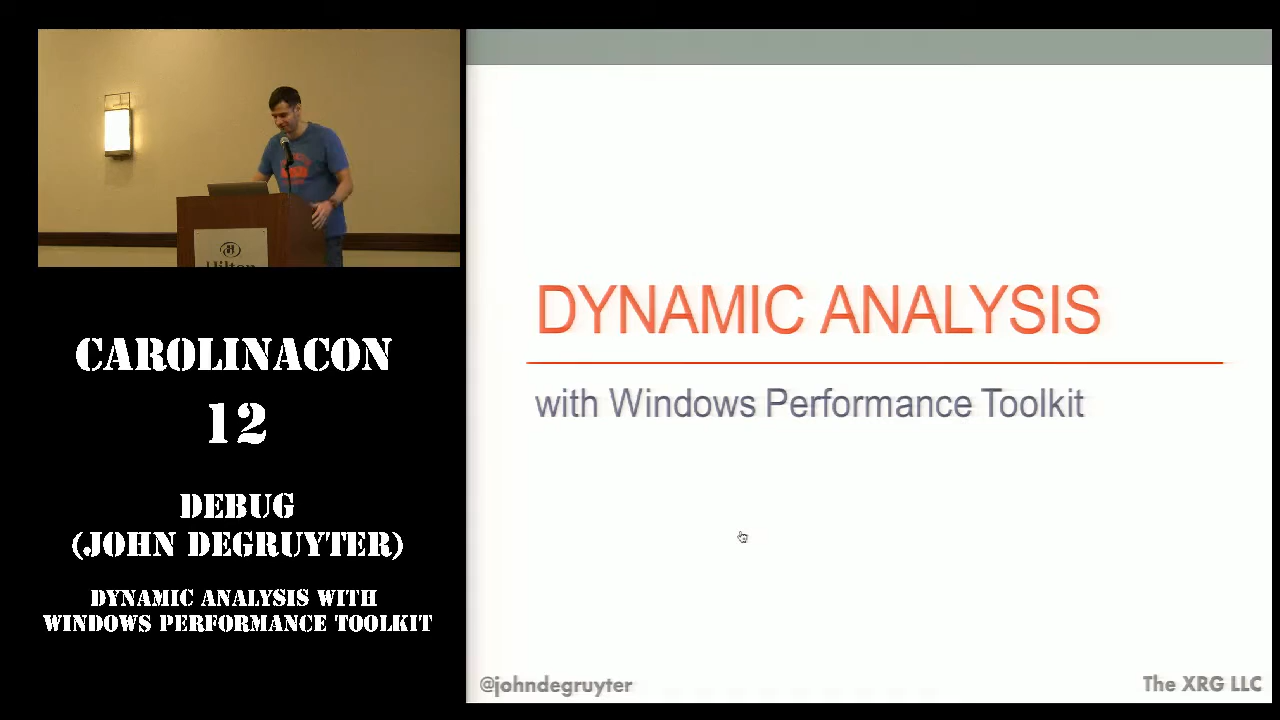 Hilton
CAROLINACON
12
DEBUG
(JOHN DEGRUYTER)
DYNAMIC ANALYSIS WITH
WINDOWS PERFORMANCE TOOLKIT
DYNAMIC ANALYSIS
with Windows Performance Toolkit
@johndegruyter
The XRG LLC